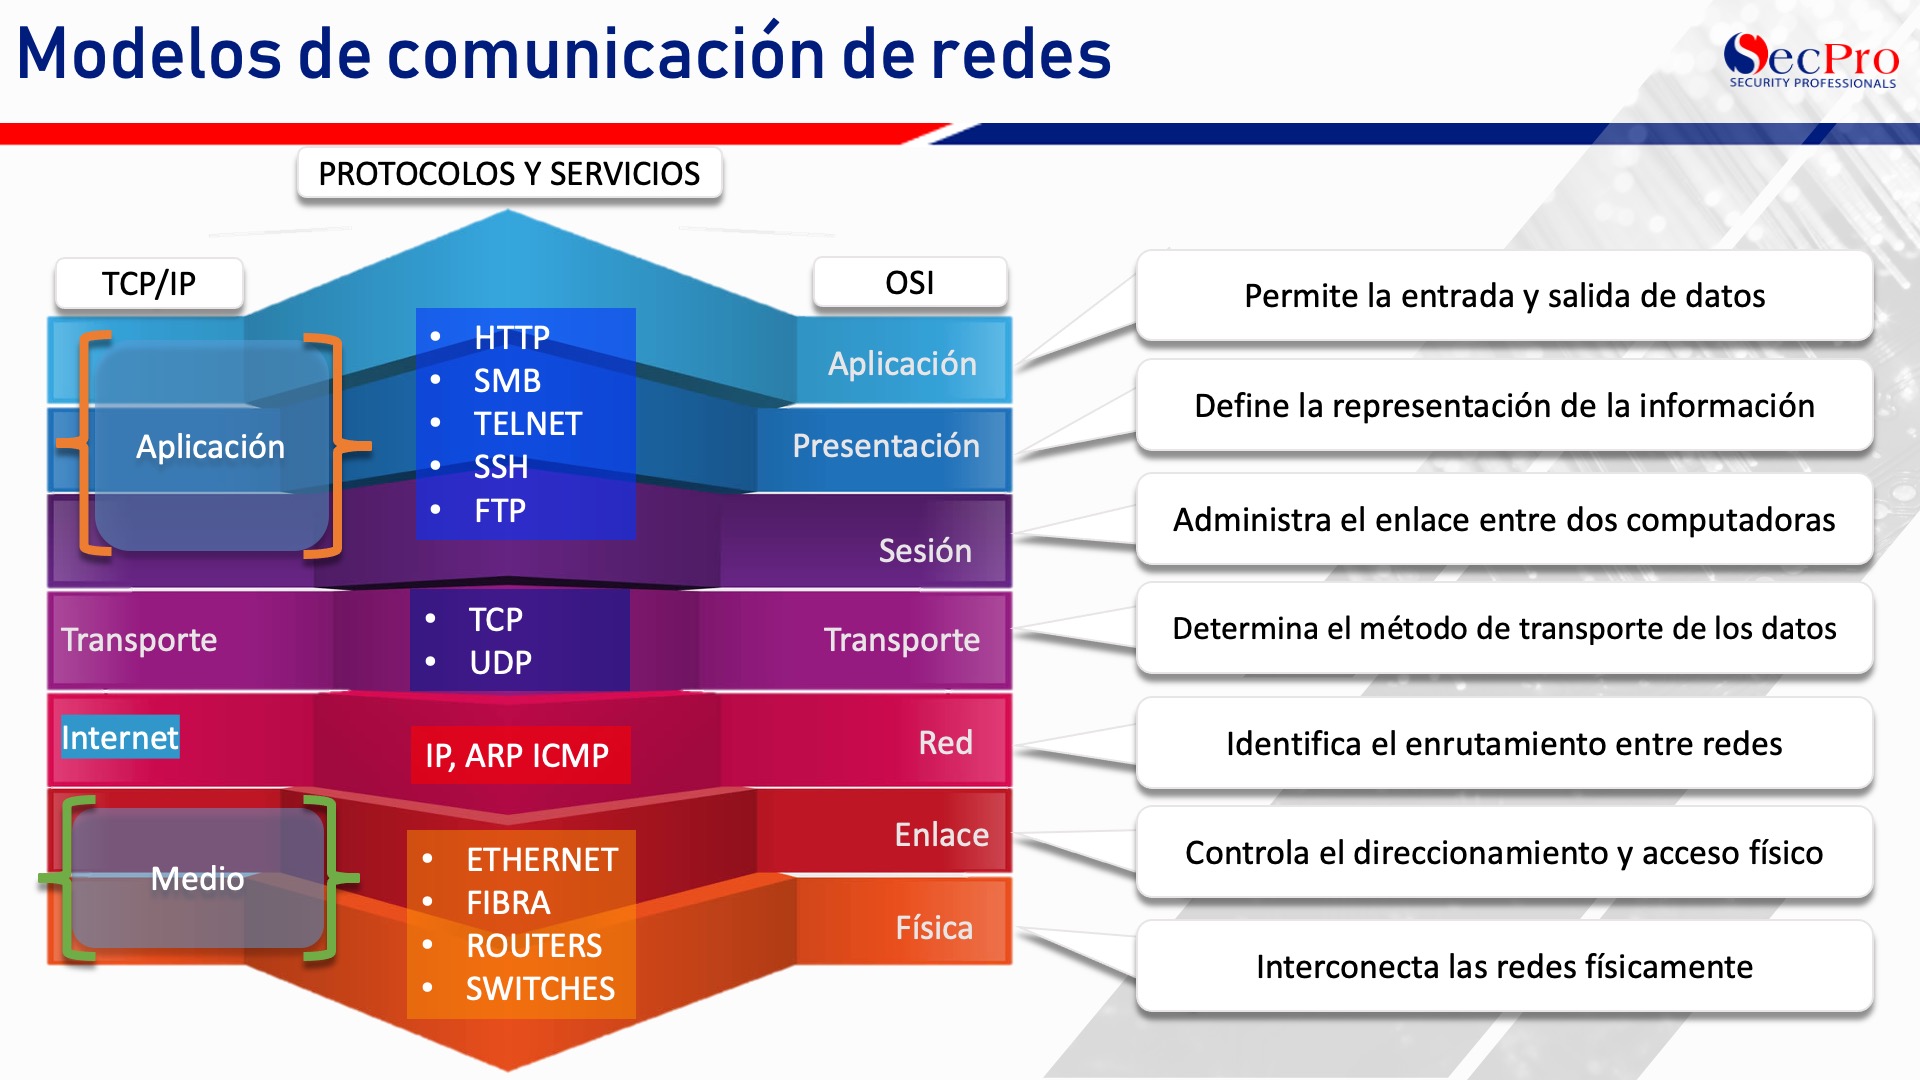 Modelos de comunicación de redes
SecPro
SECURITY PROFESSIONALS
PROTOCOLOS Y SERVICIOS
TCP/IP
OSI
Aplicación
Transporte
Internet
Medio
• HTTP
• SMB
• TELNET
• SSH
• FTP
• TCP
• UDP
IP, ARP ICMP
• ETHERNET
• FIBRA
• ROUTERS
• SWITCHES
Aplicación
Presentación
Sesión
Transporte
Red
Enlace
Física
Permite la entrada y salida de datos
Define la representación de la información
Administra el enlace entre dos computadoras
Determina el método de transporte de los datos
Identifica el enrutamiento entre redes
Controla el direccionamiento y acceso físico
Interconecta las redes físicamente